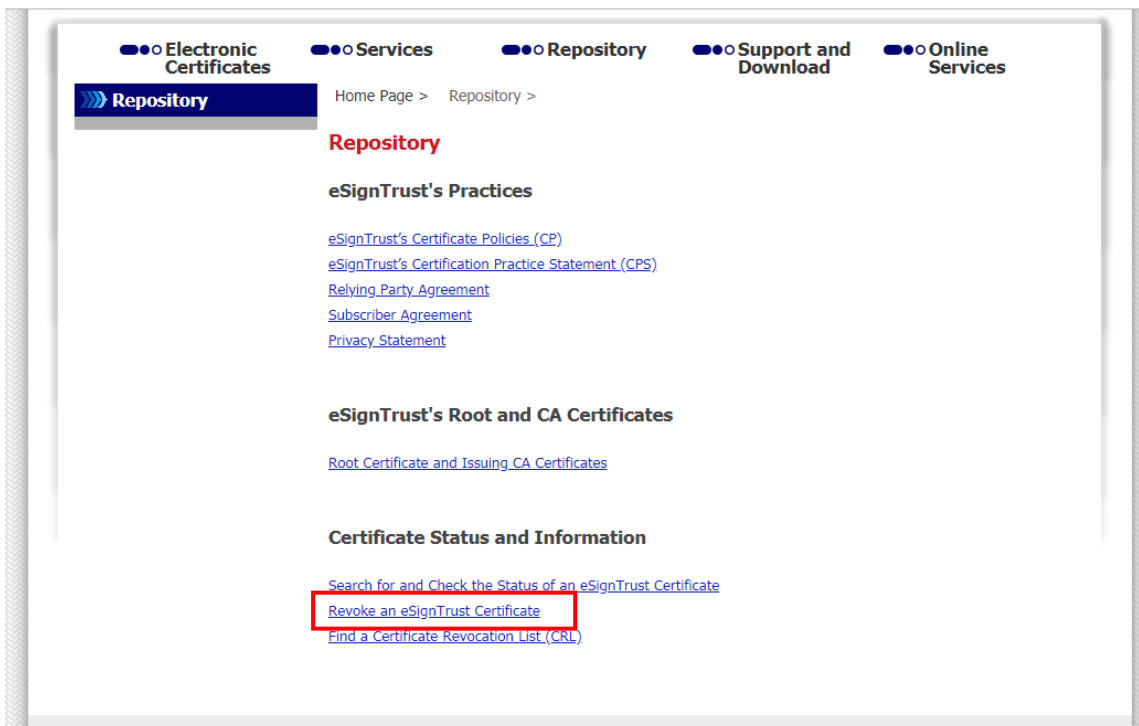 Electronic Certificates
Services
Repository
Support and Download
Online Services
Repository
Home Page > Repository >
Repository
eSignTrust's Practices
eSignTrust’s Certificate Policies (CP)
eSignTrust’s Certification Practice Statement (CPS)
Relying Party Agreement
Subscriber Agreement
Privacy Statement
eSignTrust's Root and CA Certificates
Root Certificate and Issuing CA Certificates
Certificate Status and Information
Search for and Check the Status of an eSignTrust Certificate
Revoke an eSignTrust Certificate
Find a Certificate Revocation List (CRL)